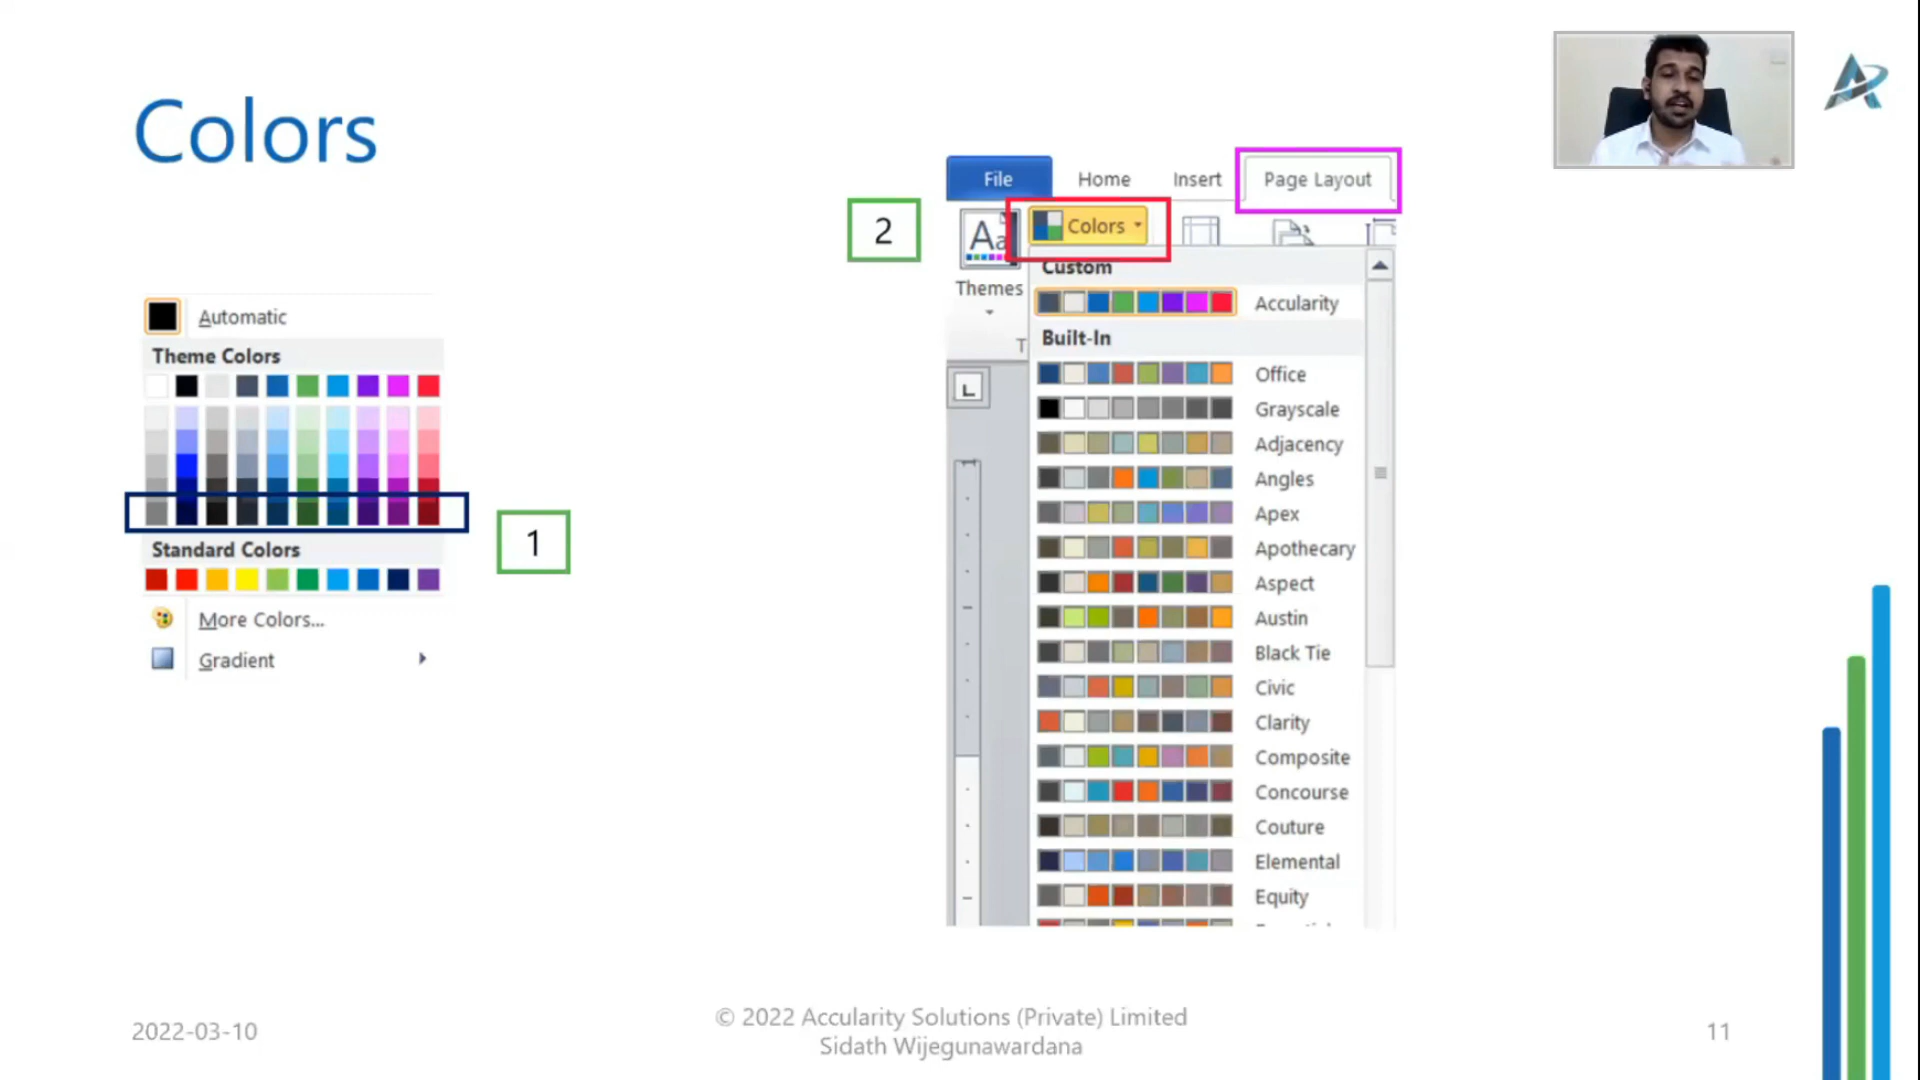 Colors
Automatic
Theme Colors
Standard Colors
More Colors...
Gradient
1
2
File Home Insert Page Layout
Aa
Colors
Themes
T
L
Custom
Accularity
Built-In
Office
Grayscale
Adjacency
Angles
Apex
Apothecary
Aspect
Austin
Black Tie
Civic
Clarity
Composite
Concourse
Couture
Elemental
Equity
2022-03-10
© 2022 Accularity Solutions (Private) Limited
Sidath Wijegunawardana
11